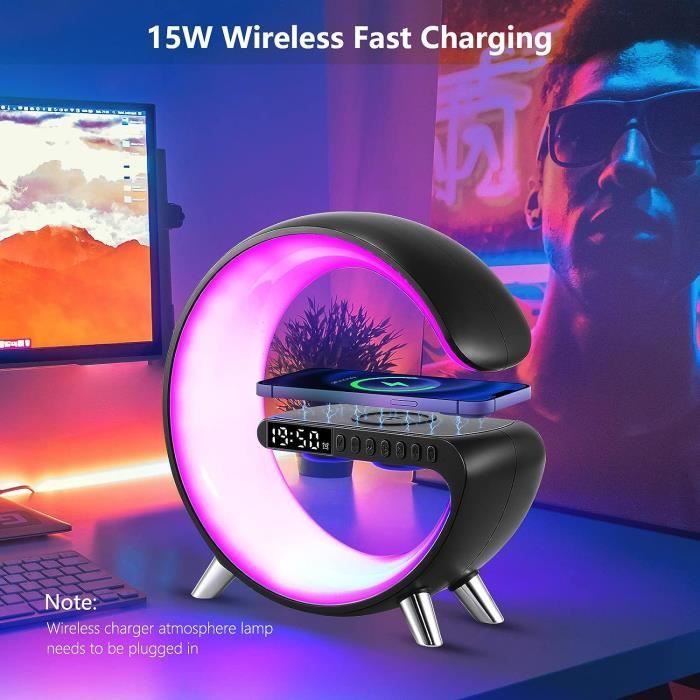 15W Wireless Fast Charging
19:50
Note:
Wireless charger atmosphere lamp
needs to be plugged in